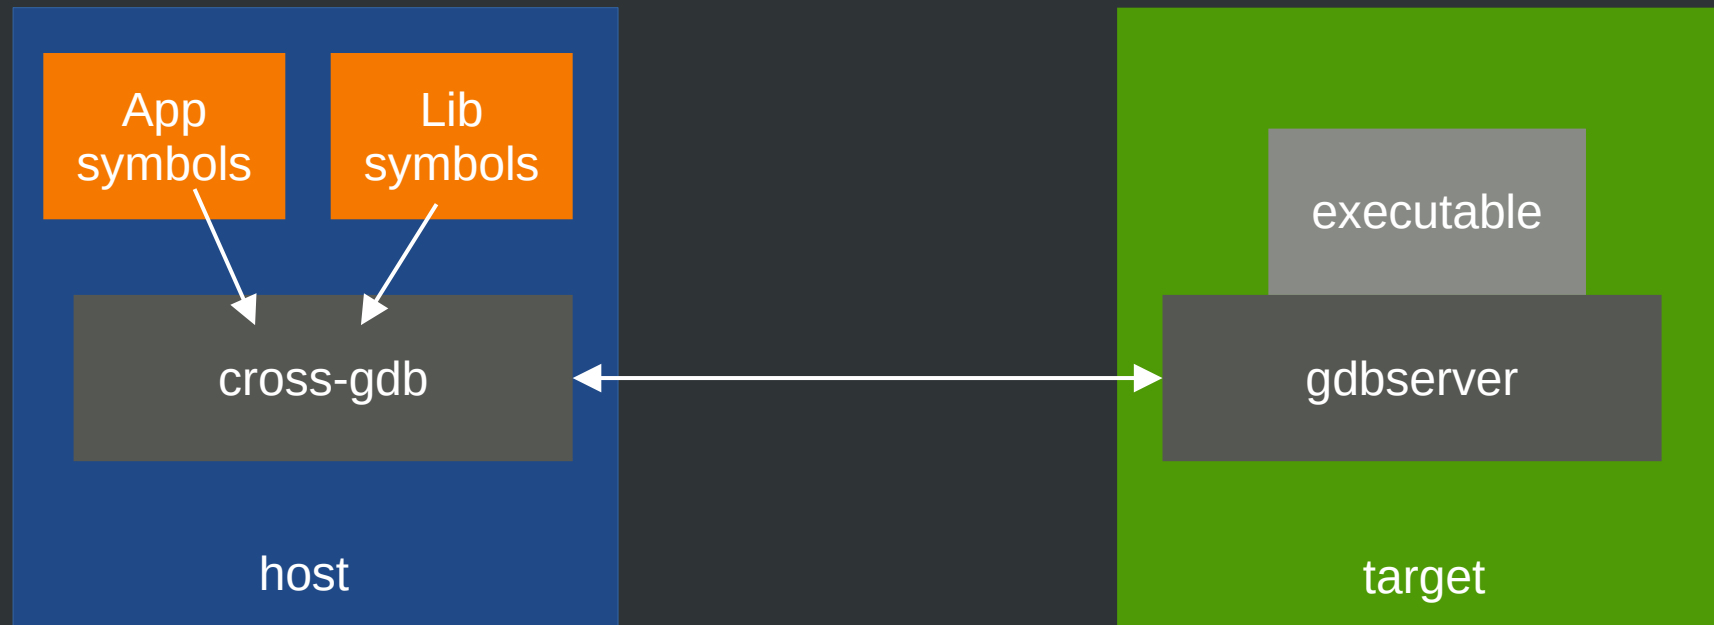 App
symbols
Lib
symbols
executable
cross-gdb
gdbserver
host
target